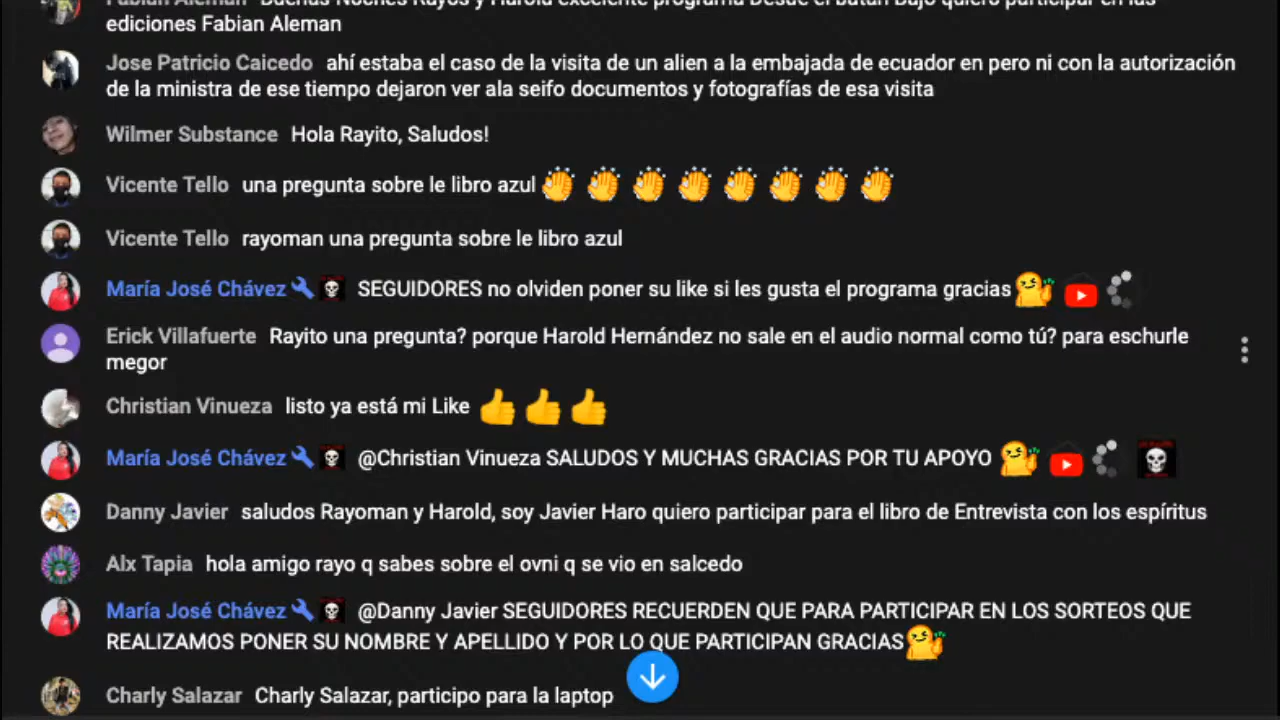 Fabian Aleman Buenas Noches Rayos y Harold excelente programa Desde el batan Bajo quiero participar en las
ediciones Fabian Aleman
Jose Patricio Caicedo ahí estaba el caso de la visita de un alien a la embajada de ecuador en pero ni con la autorización
de la ministra de ese tiempo dejaron ver ala seifo documentos y fotografías de esa visita
Wilmer Substance Hola Rayito, Saludos!
Vicente Tello una pregunta sobre le libro azul
Vicente Tello rayoman una pregunta sobre le libro azul
María José Chávez SEGUIDORES no olviden poner su like si les gusta el programa gracias
Erick Villafuerte Rayito una pregunta? porque Harold Hernández no sale en el audio normal como tú? para eschurle
megor
Christian Vinueza listo ya está mi Like
María José Chávez @Christian Vinueza SALUDOS Y MUCHAS GRACIAS POR TU APOYO
Danny Javier saludos Rayoman y Harold, soy Javier Haro quiero participar para el libro de Entrevista con los espíritus
Alx Tapia hola amigo rayo q sabes sobre el ovni q se vio en salcedo
María José Chávez @Danny Javier SEGUIDORES RECUERDEN QUE PARA PARTICIPAR EN LOS SORTEOS QUE
REALIZAMOS PONER SU NOMBRE Y APELLIDO Y POR LO QUE PARTICIPAN GRACIAS
Charly Salazar Charly Salazar, participo para la laptop